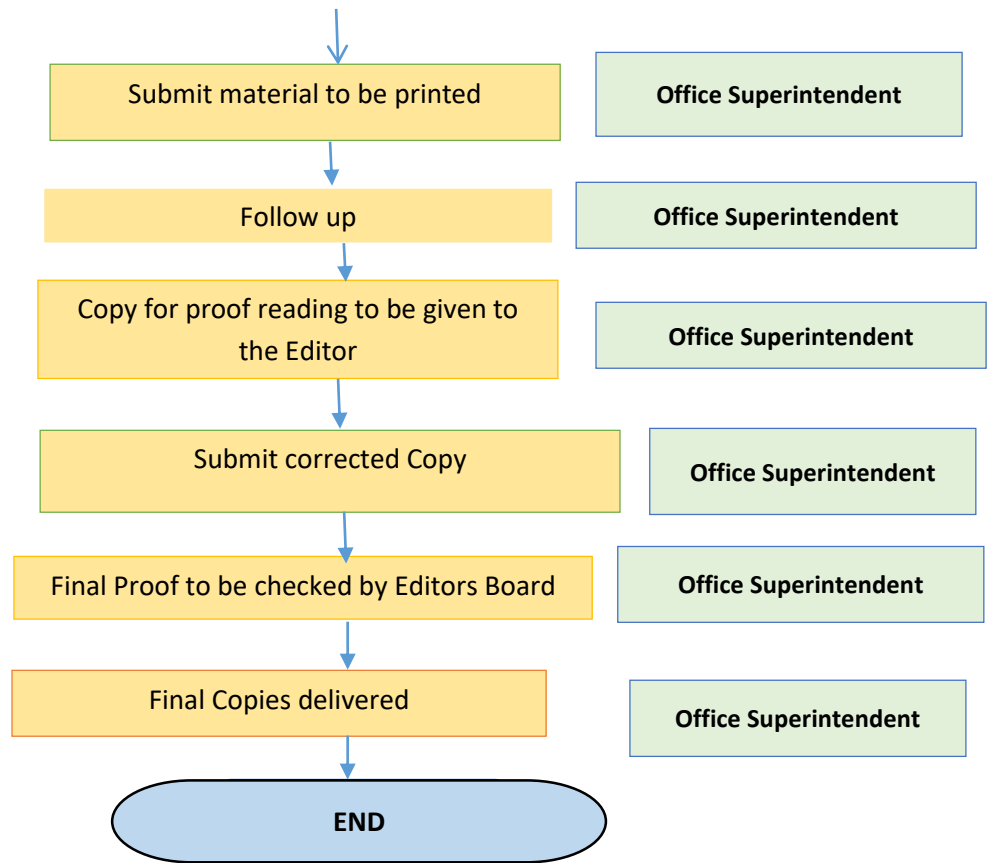 Submit material to be printed
Office Superintendent
Follow up
Office Superintendent
Copy for proof reading to be given to
the Editor
Office Superintendent
Submit corrected Copy
Office Superintendent
Final Proof to be checked by Editors Board
Office Superintendent
Final Copies delivered
Office Superintendent
END